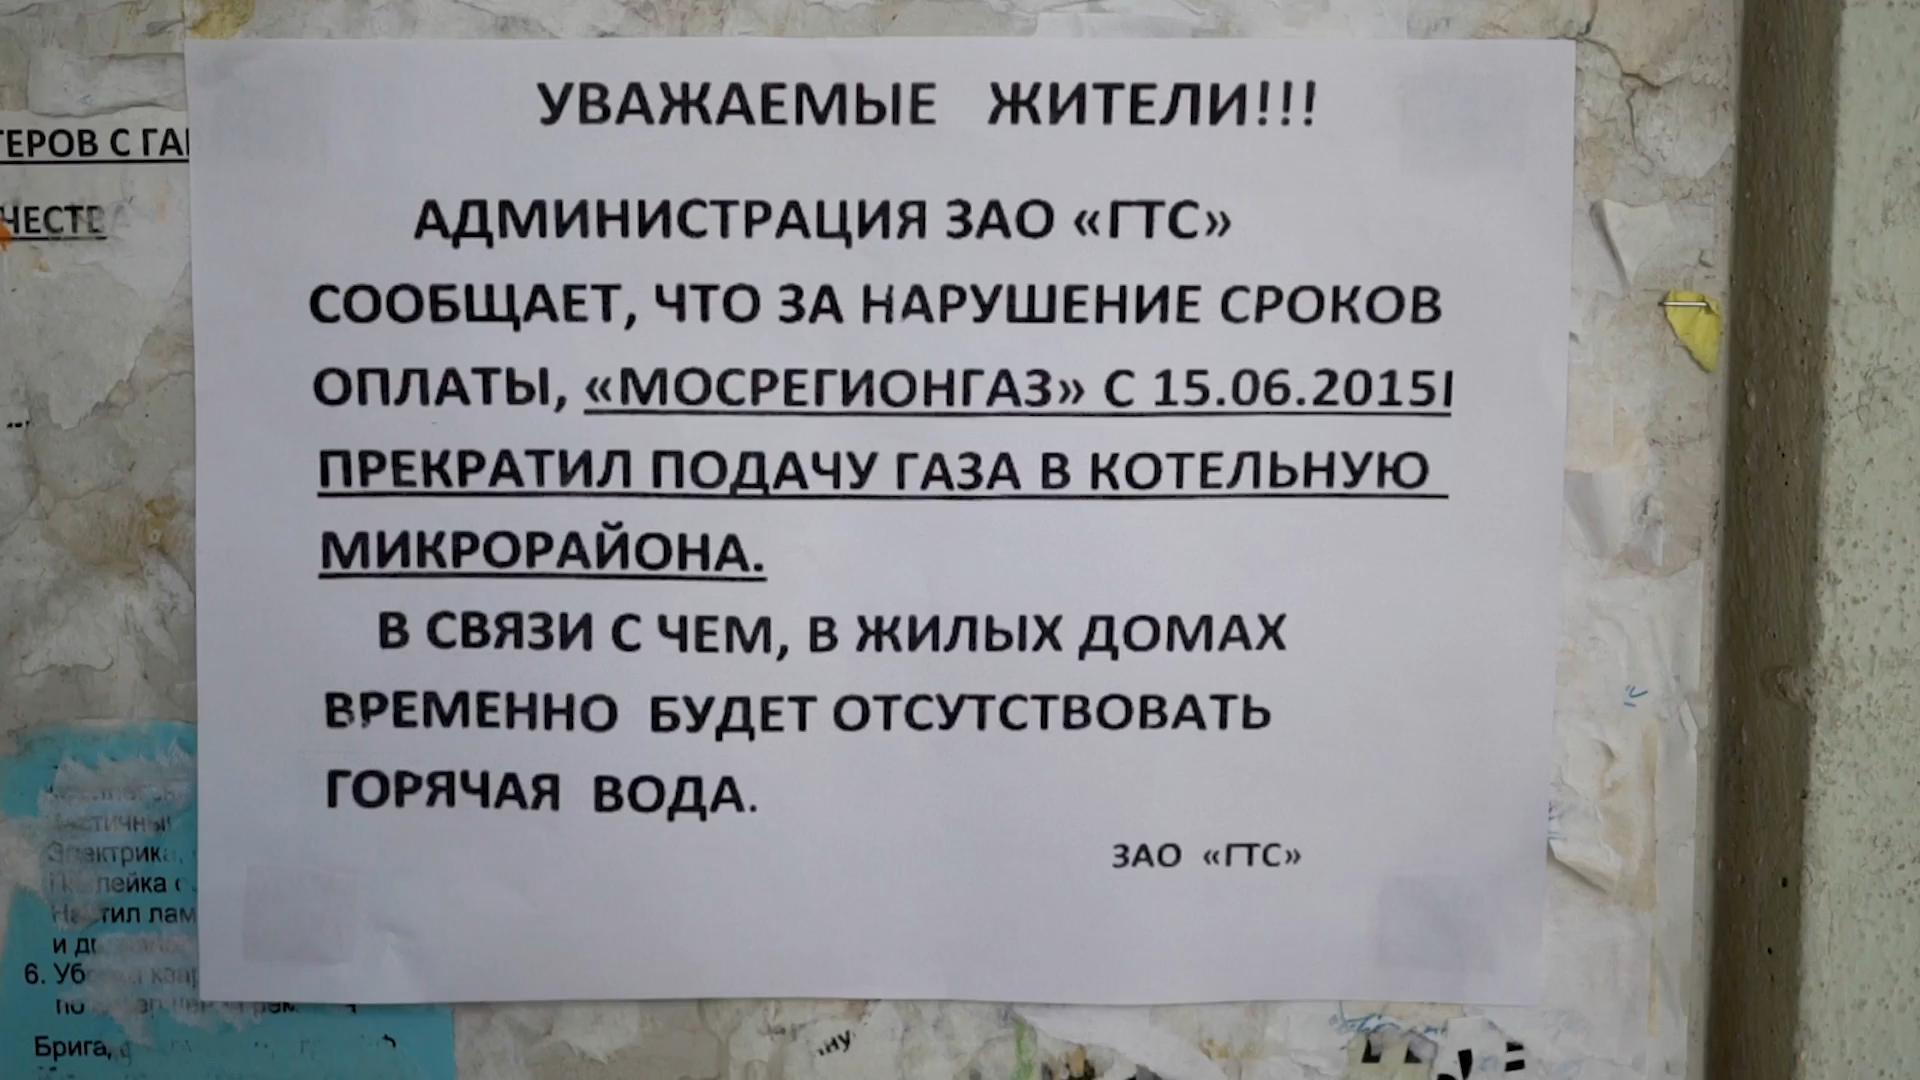 УВАЖАЕМЫЕ ЖИТЕЛИ!!!
АДМИНИСТРАЦИЯ ЗАО «ГТС»
СООБЩАЕТ, ЧТО ЗА НАРУШЕНИЕ СРОКОВ
ОПЛАТЫ, «МОСРЕГИОНГАЗ» С 15.06.2015г
ПРЕКРАТИЛ ПОДАЧУ ГАЗА В КОТЕЛЬНУЮ
МИКРОРАЙОНА.
В СВЯЗИ С ЧЕМ, В ЖИЛЫХ ДОМАХ
ВРЕМЕННО БУДЕТ ОТСУТСТВОВАТЬ
ГОРЯЧАЯ ВОДА.
ЗАО «ГТС»